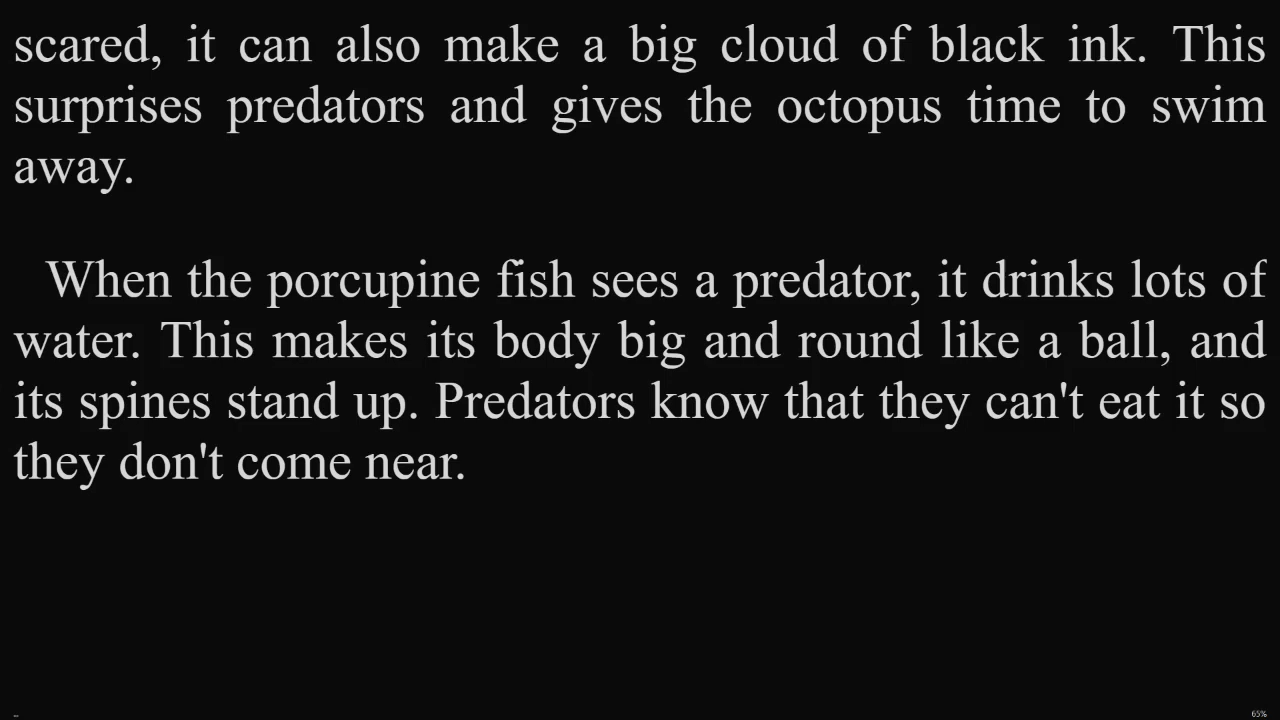 scared, it can also make a big cloud of black ink. This
surprises predators and gives the octopus time to swim
away.
When the porcupine fish sees a predator, it drinks lots of
water. This makes its body big and round like a ball, and
its spines stand up. Predators know that they can't eat it so
they don't come near.
65%